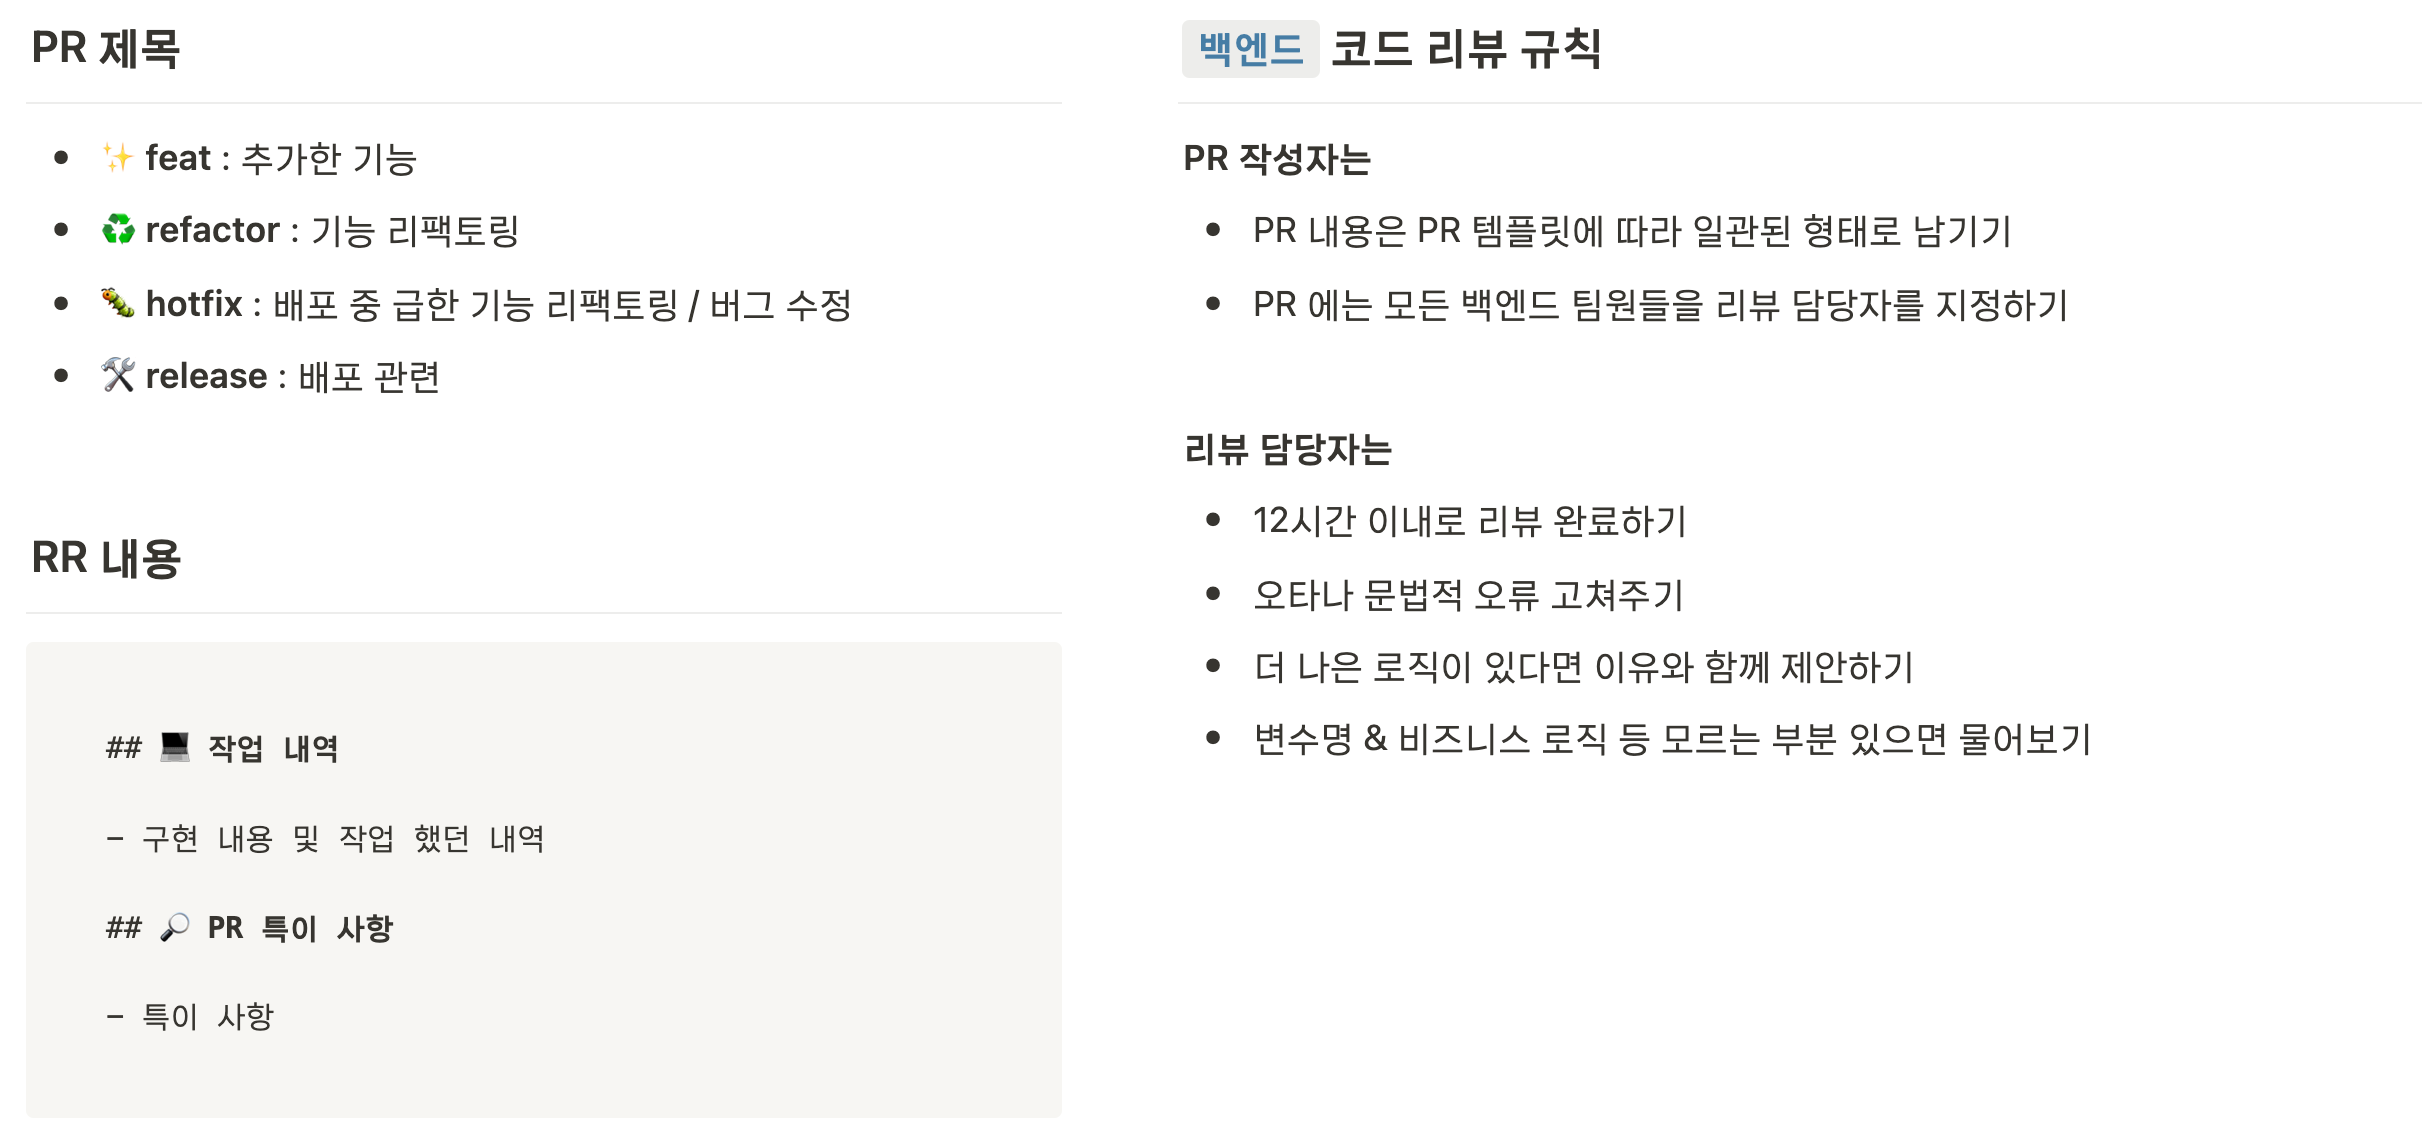 PR 제목
• ✨ feat : 추가한 기능
• ♻️ refactor : 기능 리팩토링
• 🐛 hotfix : 배포 중 급한 기능 리팩토링 / 버그 수정
• 🛠️ release : 배포 관련
RR 내용
## 💻 작업 내역
- 구현 내용 및 작업 했던 내역
## 🔎 PR 특이 사항
- 특이 사항
백엔드 코드 리뷰 규칙
PR 작성자는
• PR 내용은 PR 템플릿에 따라 일관된 형태로 남기기
• PR 에는 모든 백엔드 팀원들을 리뷰 담당자를 지정하기
리뷰 담당자는
• 12시간 이내로 리뷰 완료하기
• 오타나 문법적 오류 고쳐주기
• 더 나은 로직이 있다면 이유와 함께 제안하기
• 변수명 & 비즈니스 로직 등 모르는 부분 있으면 물어보기